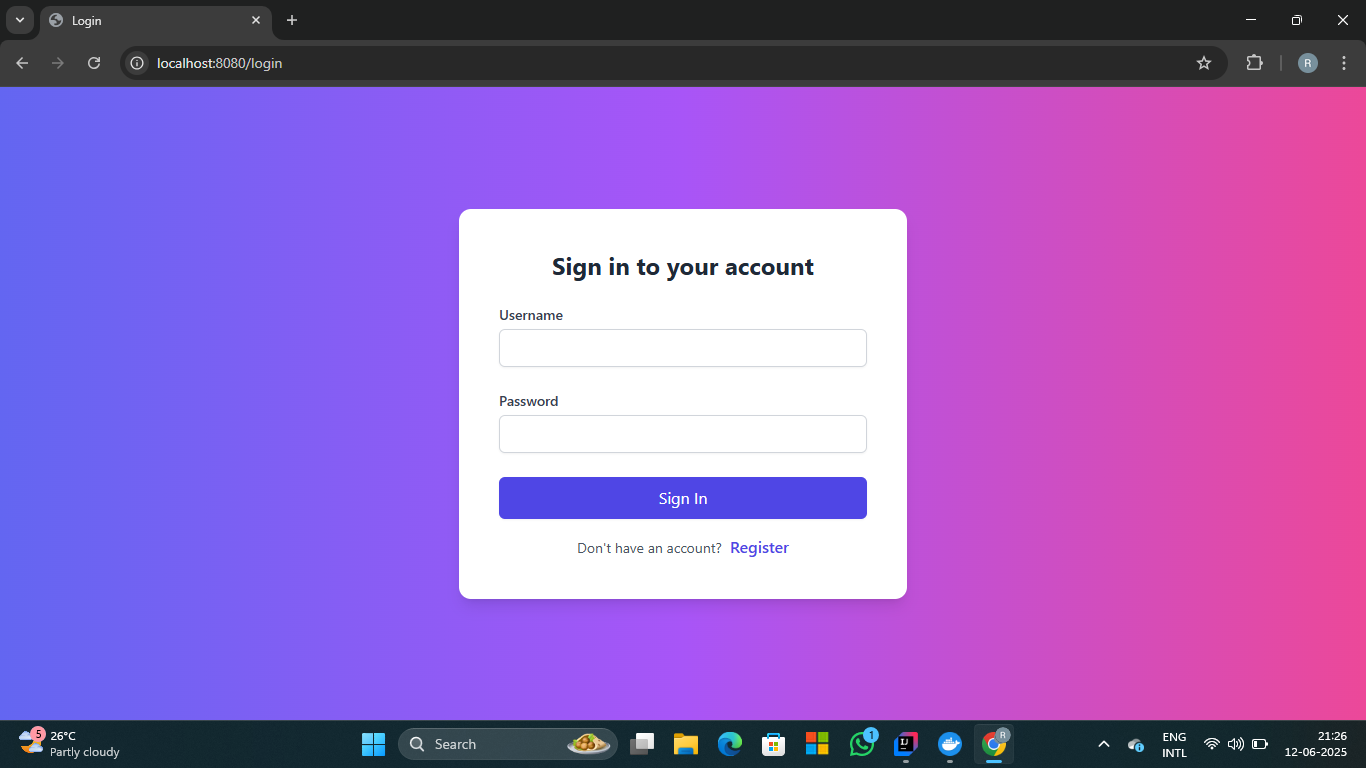 Login
localhost:8080/login
R
Sign in to your account
Username
Password
Sign In
Don't have an account? Register
5
26°C
Partly cloudy
Search
1
IJ
R
ENG
INTL
21:26
12-06-2025